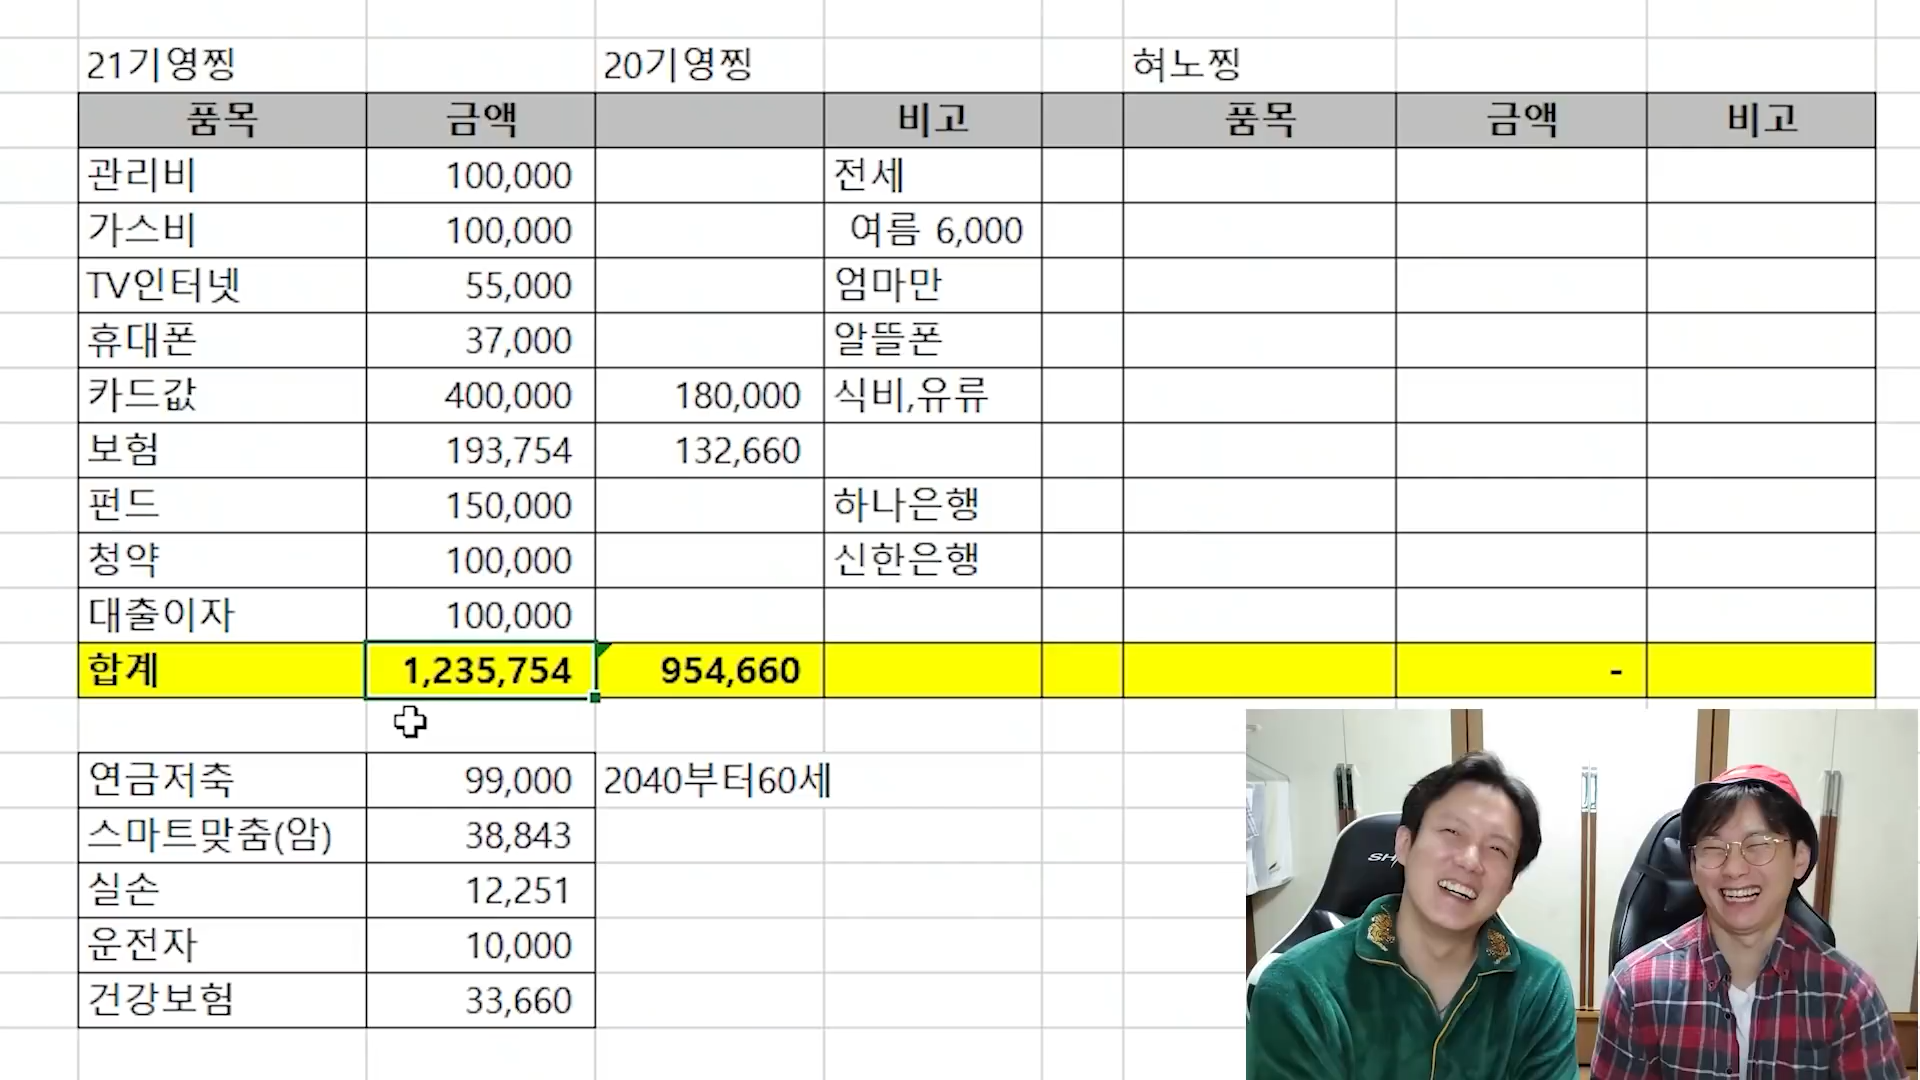 21기영찡 20기영찡 혀노찡
품목 금액 비고 품목 금액 비고
관리비 100,000 전세
가스비 100,000 여름 6,000
TV인터넷 55,000 엄마만
휴대폰 37,000 알뜰폰
카드값 400,000 180,000 식비,유류
보험 193,754 132,660
펀드 150,000 하나은행
청약 100,000 신한은행
대출이자 100,000
합계 1,235,754 954,660 -
연금저축 99,000 2040부터60세
스마트맞춤(암) 38,843
실손 12,251
운전자 10,000
건강보험 33,660